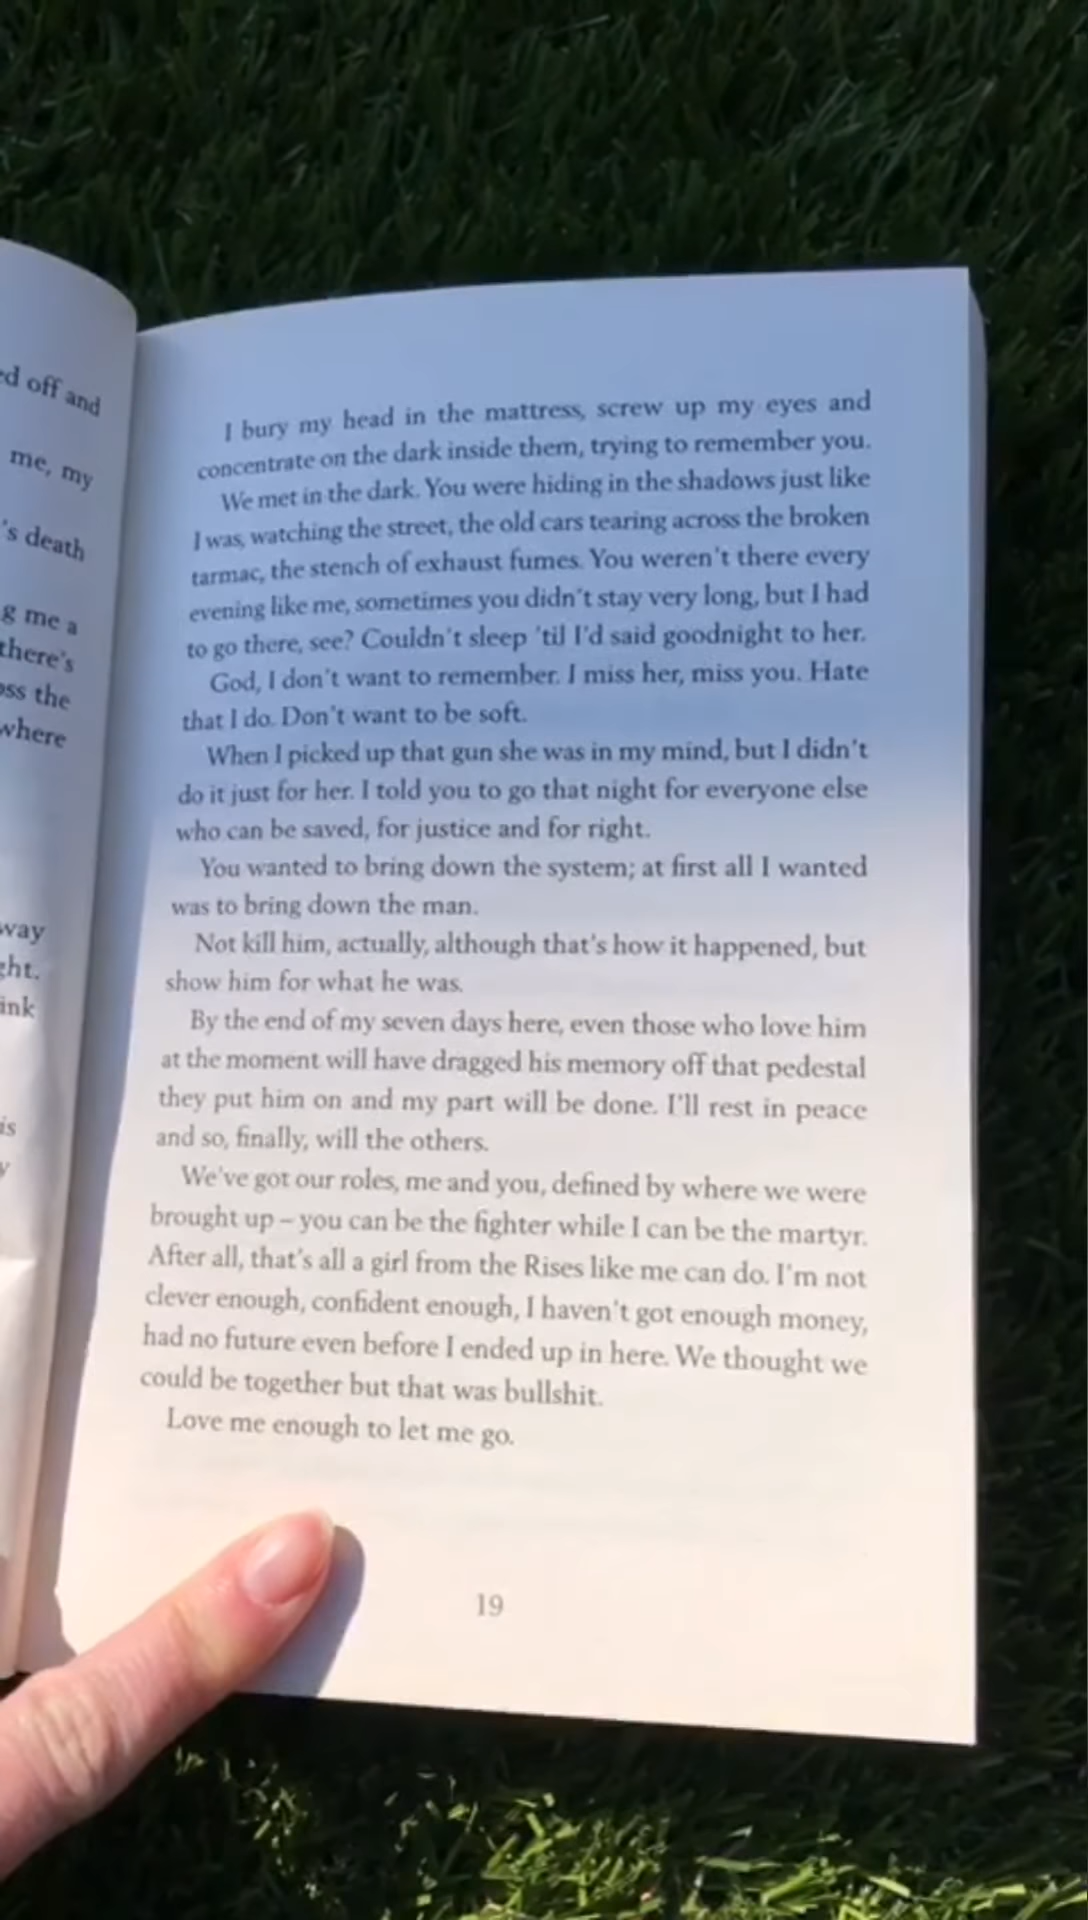 ed off and
me, my
's death
g me a
there's
oss the
where
way
ght.
ink
is
y
I bury my head in the mattress, screw up my eyes and
concentrate on the dark inside them, trying to remember you.
We met in the dark. You were hiding in the shadows just like
I was, watching the street, the old cars tearing across the broken
tarmac, the stench of exhaust fumes. You weren't there every
evening like me, sometimes you didn't stay very long, but I had
to go there, see? Couldn't sleep 'til I'd said goodnight to her.
God, I don't want to remember. I miss her, miss you. Hate
that I do. Don't want to be soft.
When I picked up that gun she was in my mind, but I didn't
do it just for her. I told you to go that night for everyone else
who can be saved, for justice and for right.
You wanted to bring down the system; at first all I wanted
was to bring down the man.
Not kill him, actually, although that's how it happened, but
show him for what he was.
By the end of my seven days here, even those who love him
at the moment will have dragged his memory off that pedestal
they put him on and my part will be done. I'll rest in peace
and so, finally, will the others.
We've got our roles, me and you, defined by where we were
brought up – you can be the fighter while I can be the martyr.
After all, that's all a girl from the Rises like me can do. I'm not
clever enough, confident enough, I haven't got enough money,
had no future even before I ended up in here. We thought we
could be together but that was bullshit.
Love me enough to let me go.
19